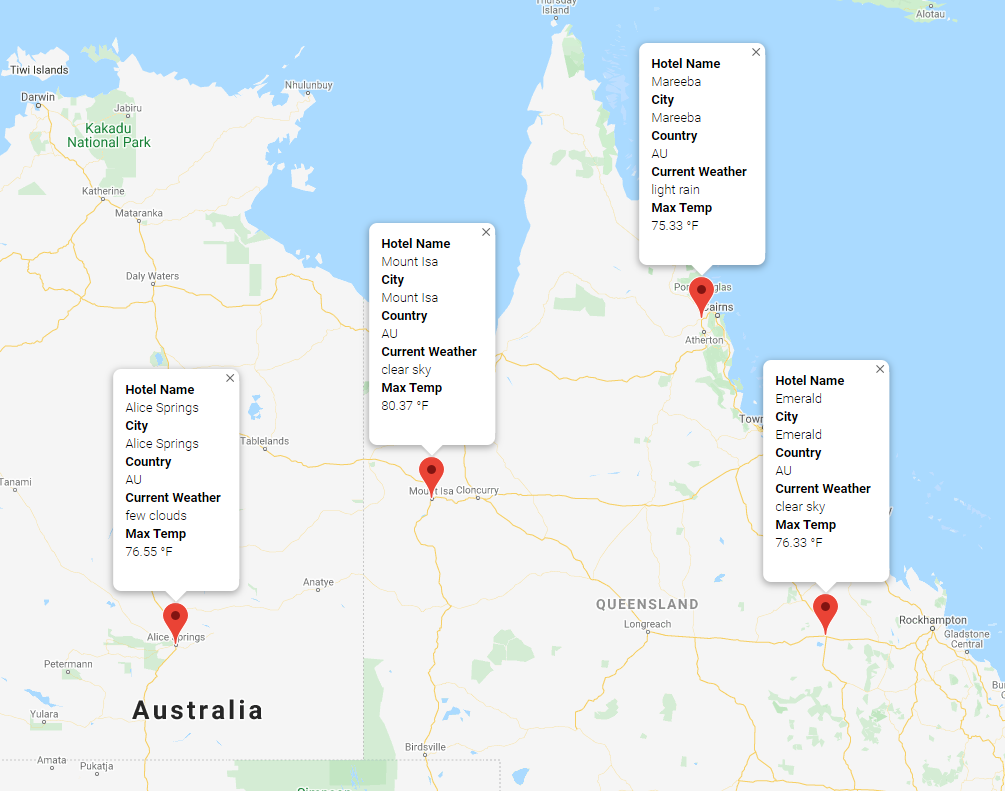 Thursday
Island
Alotau
Tiwi Islands
Darwin
Nhulunbuy
Jabiru
Kakadu
National Park
Katherine
Mataranka
Daly Waters
Hotel Name
Mareeba
City
Mareeba
Country
AU
Current Weather
light rain
Max Temp
75.33 °F
Hotel Name
Mount Isa
City
Mount Isa
Country
AU
Current Weather
clear sky
Max Temp
80.37 °F
Atherton
Hotel Name
Alice Springs
City
Alice Springs
Country
AU
Current Weather
few clouds
Max Temp
76.55 °F
Hotel Name
Emerald
City
Emerald
Country
AU
Current Weather
clear sky
Max Temp
76.33 °F
Tablelands
Tanami
Mount Isa
Cloncurry
Anatye
QUEENSLAND
Longreach
Rockhampton
Gladstone
Central
Alice Springs
Petermann
Yulara
Australia
Birdsville
Amata
Pukatja